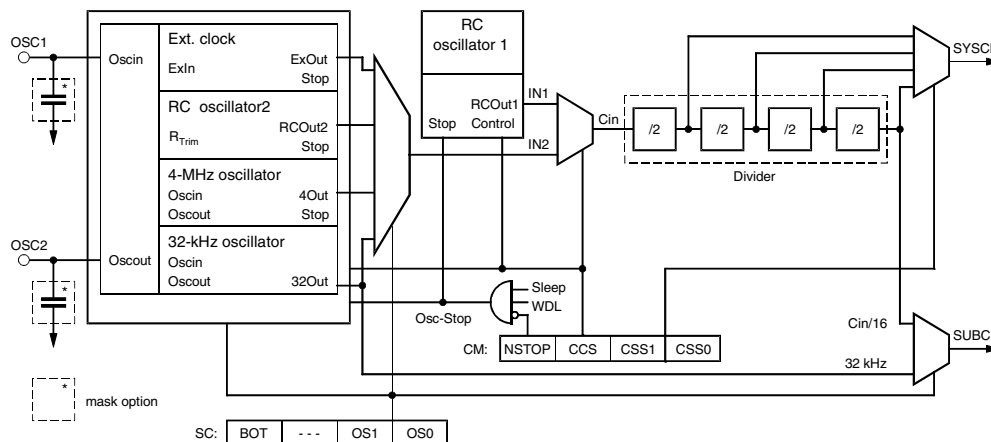 OSC1
Oscin
*
Ext. clock
ExIn
ExOut
Stop
RC oscillator2
RTrim
RCOut2
Stop
4-MHz oscillator
Oscin
Oscout
4Out
Stop
32-kHz oscillator
Oscin
Oscout
32Out
OSC2
Oscout
*
RC
oscillator 1
RCOut1
Stop
Control
IN1
IN2
Cin
/2
/2
/2
/2
Divider
Sleep
WDL
Osc-Stop
CM:
NSTOP
CCS
CSS1
CSS0
Cin/16
32 kHz
*
mask option
SC:
BOT
- - -
OS1
OS0